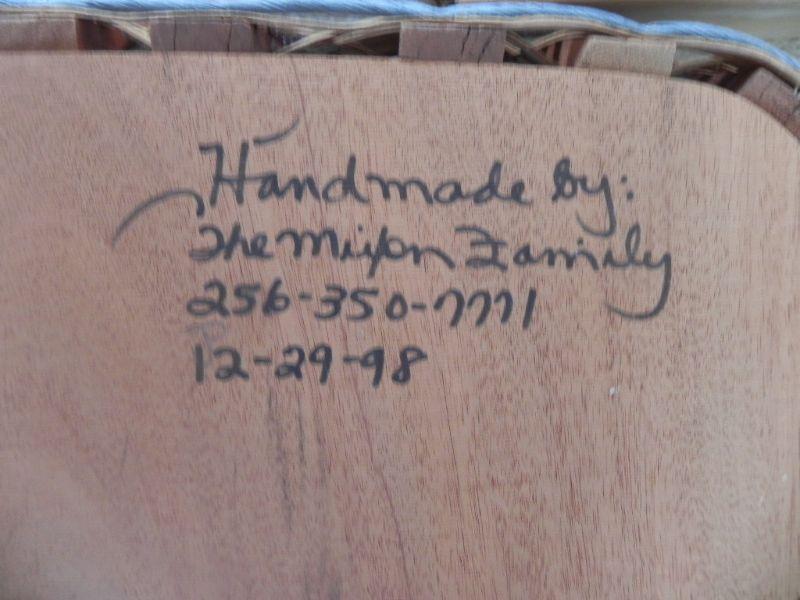 Handmade by:
The Mixon Family
256-350-7771
12-29-98